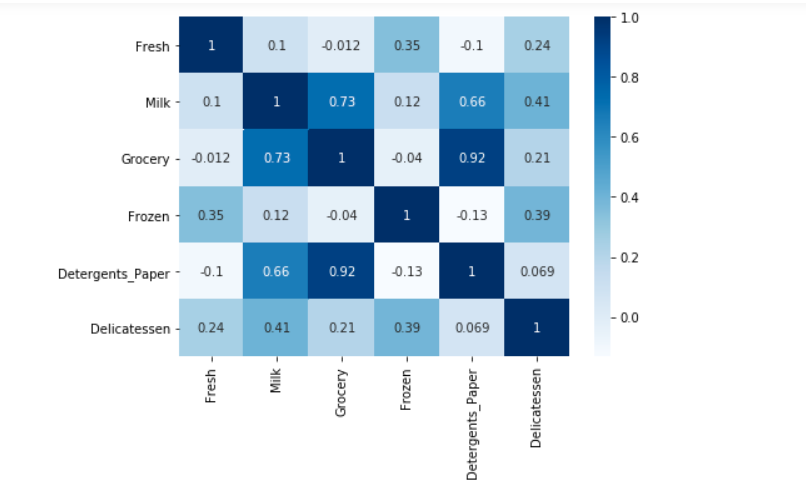 Fresh 1 0.1 -0.012 0.35 -0.1 0.24
Milk 0.1 1 0.73 0.12 0.66 0.41
Grocery -0.012 0.73 1 -0.04 0.92 0.21
Frozen 0.35 0.12 -0.04 1 -0.13 0.39
Detergents_Paper -0.1 0.66 0.92 -0.13 1 0.069
Delicatessen 0.24 0.41 0.21 0.39 0.069 1
Fresh
Milk
Grocery
Frozen
Detergents_Paper
Delicatessen
1.0
0.8
0.6
0.4
0.2
0.0